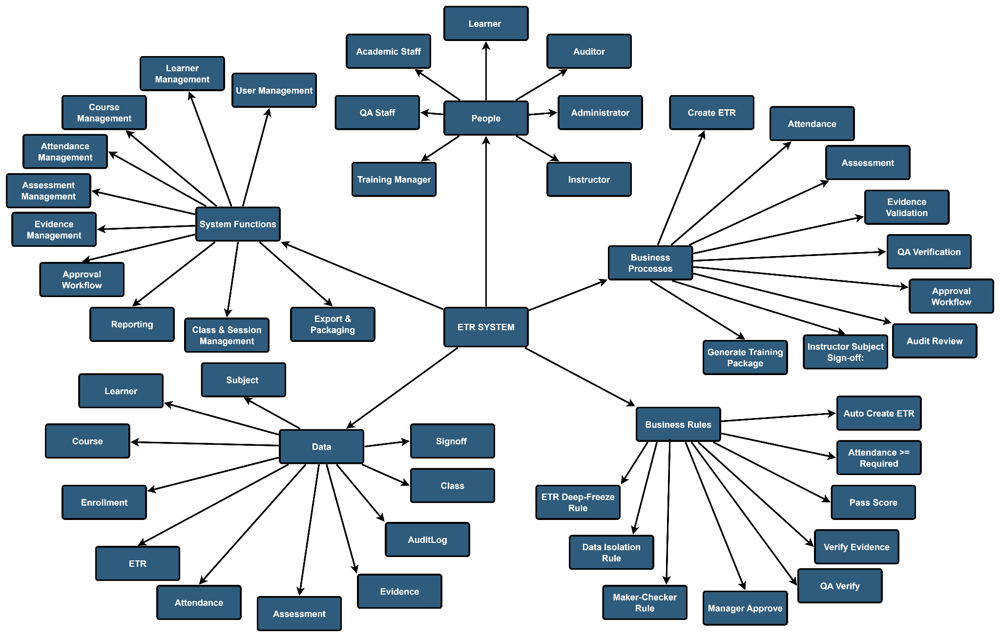 Learner
Academic Staff
Auditor
Learner
Management
User Management
Course
Management
QA Staff
People
Administrator
Create ETR
Attendance
Attendance
Management
Assessment
Training Manager
Instructor
Assessment
Management
Evidence
Validation
Evidence
Management
System Functions
QA Verification
Business
Processes
Approval
Workflow
Approval
Workflow
Reporting
Class & Session
Management
Export &
Packaging
ETR SYSTEM
Audit Review
Instructor Subject
Sign-off:
Generate Training
Package
Subject
Learner
Auto Create ETR
Business Rules
Course
Data
Signoff
Attendance >=
Required
Class
Enrollment
ETR Deep-Freeze
Rule
Pass Score
AuditLog
Data Isolation
Rule
Verify Evidence
ETR
Evidence
QA Verify
Attendance
Maker-Checker
Rule
Manager Approve
Assessment